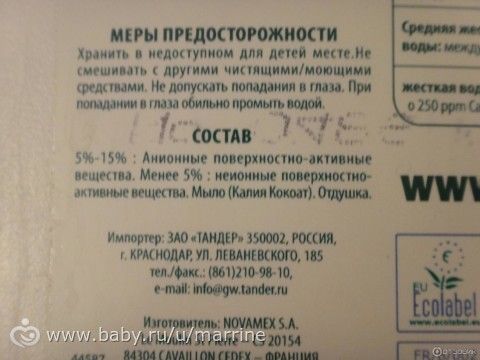 МЕРЫ ПРЕДОСТОРОЖНОСТИ
Хранить в недоступном для детей месте.Не
смешивать с другими чистящими/моющими
средствами. Не допускать попадания в глаза. При
попадании в глаза обильно промыть водой.
СОСТАВ
5%-15% : Анионные поверхностно-активные
вещества. Менее 5% : неионные поверхностно-
активные вещества. Мыло (Калия Кокоат). Отдушка.
Импортер: ЗАО «ТАНДЕР» 350002, РОССИЯ,
г. КРАСНОДАР, УЛ. ЛЕВАНЕВСКОГО, 185
тел./факс.: (861)210-98-10,
e-mail: info@gw.tander.ru
Изготовитель: NOVAMEX S.A.
20154
84304 CAVAILLON CEDEX – ФРАНЦИЯ
44587
Средняя жес
воды: между
жесткая вод
о 250 ppm Ca
www
EU
Ecolabel
www.baby.ru/u/marrine